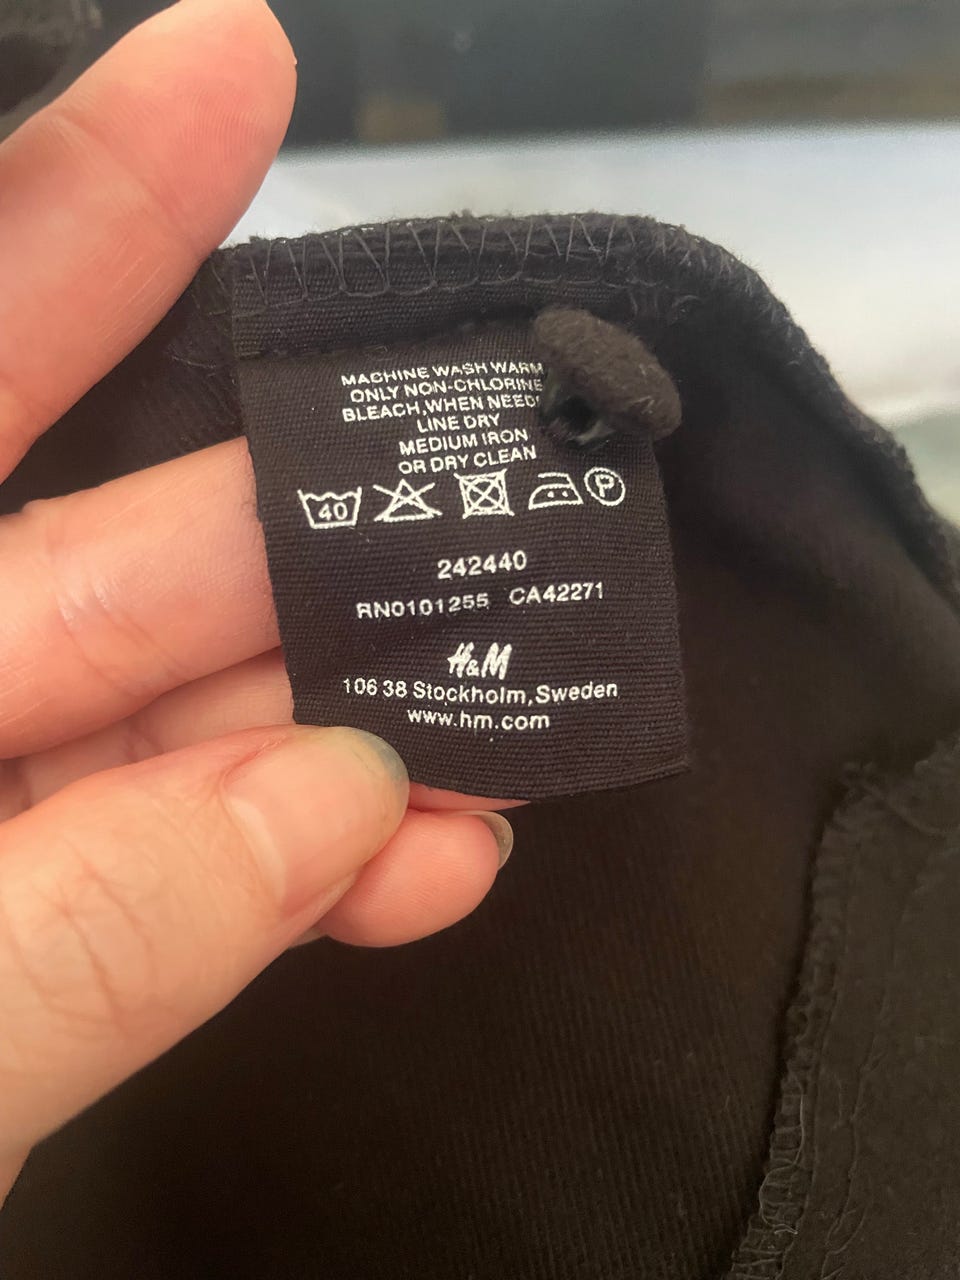 MACHINE WASH WARM
ONLY NON-CHLORINE
BLEACH, WHEN
LINE DRY
MEDIUM IRON
OR DRY CLEAN
40 P
242440
RN0101255 CA42271
H&M
106 38 Stockholm, Sweden
www.hm.com